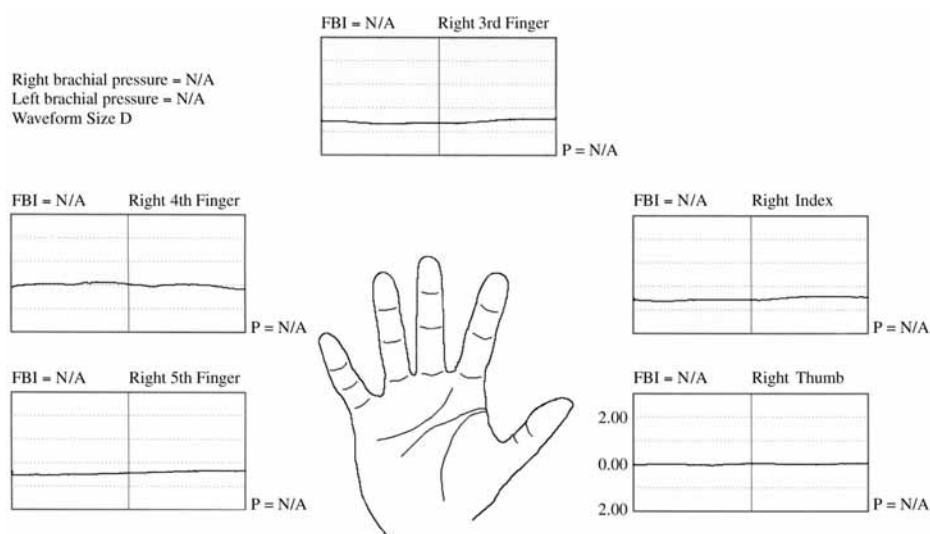 FBI = N/A Right 3rd Finger
Right brachial pressure = N/A
Left brachial pressure = N/A
Waveform Size D
P = N/A
FBI = N/A Right 4th Finger
P = N/A
FBI = N/A Right Index
P = N/A
FBI = N/A Right 5th Finger
P = N/A
FBI = N/A Right Thumb
2.00
0.00
2.00
P = N/A